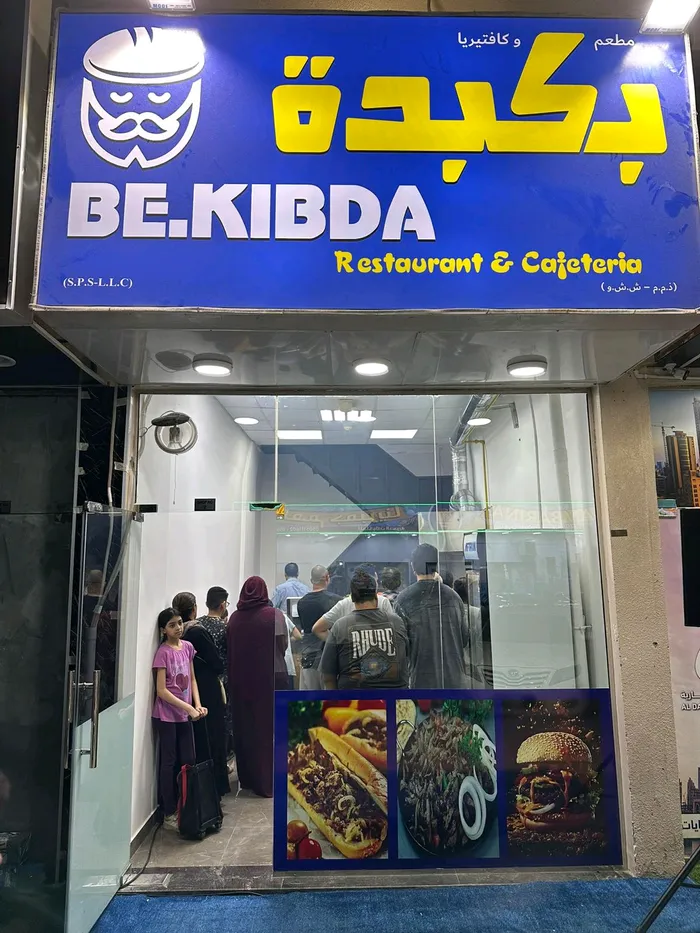 مطعم و كافتيريا
بكبدة
BE.KIBDA
Restaurant & Cafeteria
(S.P.S-L.L.C)
(ذ.م.م - ش.ش.و)
RHUDE